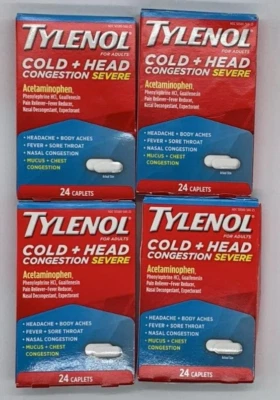 TYLENOL
FOR ADULTS
COLD + HEAD
CONGESTION SEVERE
Acetaminophen,
Phenylephrine HCl, Guaifenesin
Pain Reliever–Fever Reducer,
Nasal Decongestant, Expectorant
• HEADACHE + BODY ACHES
• FEVER + SORE THROAT
• NASAL CONGESTION
• MUCUS + CHEST
CONGESTION
24 CAPLETS
TYLENOL
FOR ADULTS
COLD + HEAD
CONGESTION SEVERE
Acetaminophen,
Phenylephrine HCl, Guaifenesin
Pain Reliever–Fever Reducer,
Nasal Decongestant, Expectorant
• HEADACHE + BODY ACHES
• FEVER + SORE THROAT
• NASAL CONGESTION
• MUCUS + CHEST
CONGESTION
24 CAPLETS
TYLENOL
FOR ADULTS
COLD + HEAD
CONGESTION SEVERE
Acetaminophen,
Phenylephrine HCl, Guaifenesin
Pain Reliever–Fever Reducer,
Nasal Decongestant, Expectorant
• HEADACHE + BODY ACHES
• FEVER + SORE THROAT
• NASAL CONGESTION
• MUCUS + CHEST
CONGESTION
24 CAPLETS
TYLENOL
FOR ADULTS
COLD + HEAD
CONGESTION SEVERE
Acetaminophen,
Phenylephrine HCl, Guaifenesin
Pain Reliever–Fever Reducer,
Nasal Decongestant, Expectorant
• HEADACHE + BODY ACHES
• FEVER + SORE THROAT
• NASAL CONGESTION
• MUCUS + CHEST
CONGESTION
24 CAPLETS